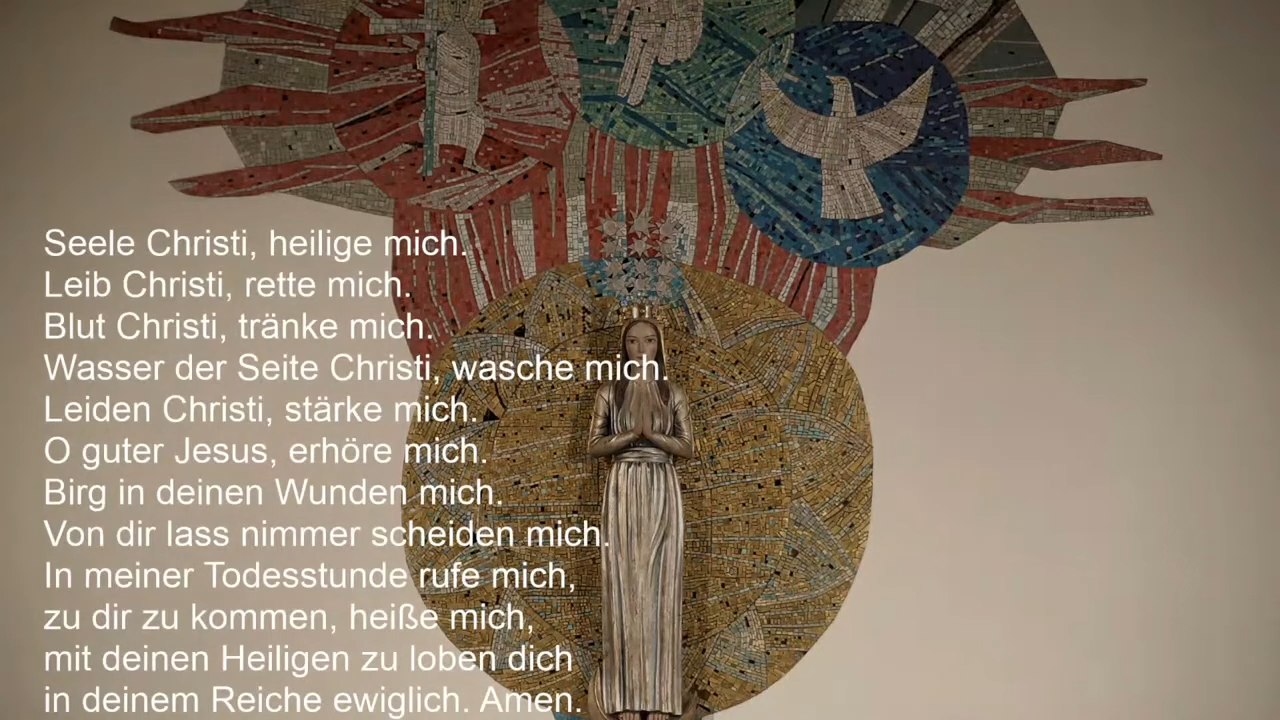 Seele Christi, heilige mich.
Leib Christi, rette mich.
Blut Christi, tränke mich.
Wasser der Seite Christi, wasche mich.
Leiden Christi, stärke mich.
O guter Jesus, erhöre mich.
Birg in deinen Wunden mich.
Von dir lass nimmer scheiden mich.
In meiner Todesstunde rufe mich,
zu dir zu kommen, heiße mich,
mit deinen Heiligen zu loben dich
in deinem Reiche ewiglich. Amen.